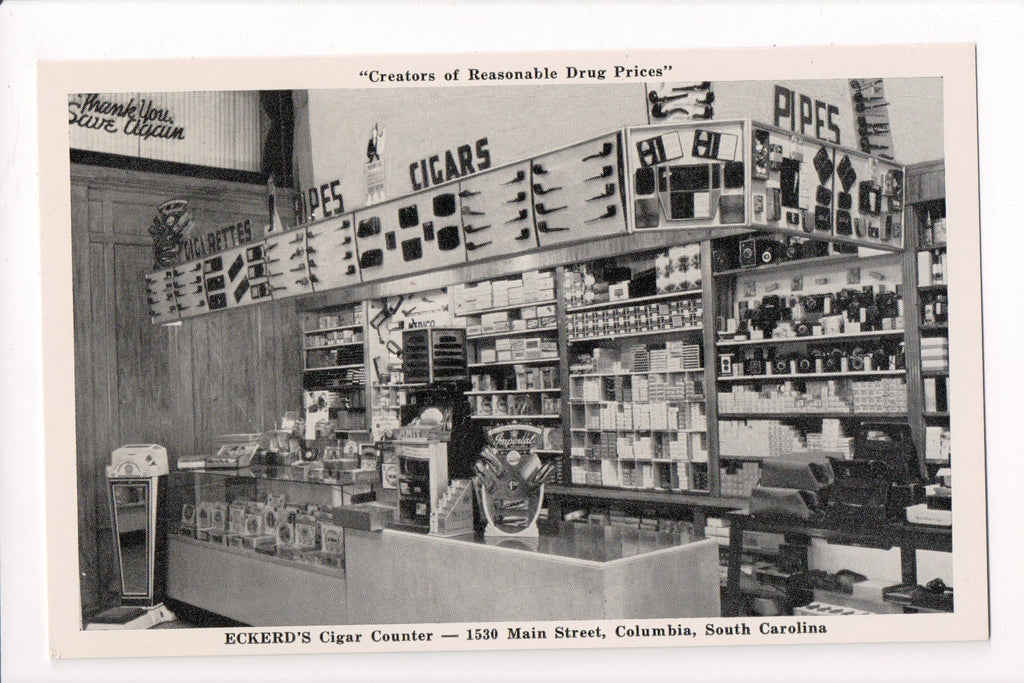 "Creators of Reasonable Drug Prices"
Thank You.
Save Again
CIGARETTES
PIPES
CIGARS
PIPES
MEDICO
Imperial
ECKERD'S Cigar Counter — 1530 Main Street, Columbia, South Carolina